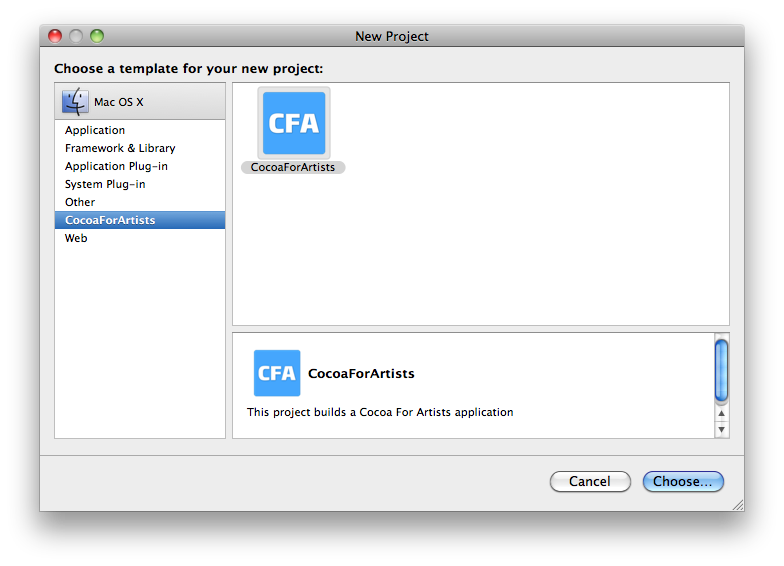 New Project
Choose a template for your new project:
Mac OS X
Application
Framework & Library
Application Plug-in
System Plug-in
Other
CocoaForArtists
Web
CFA
CocoaForArtists
CFA
CocoaForArtists
This project builds a Cocoa For Artists application
Cancel
Choose...